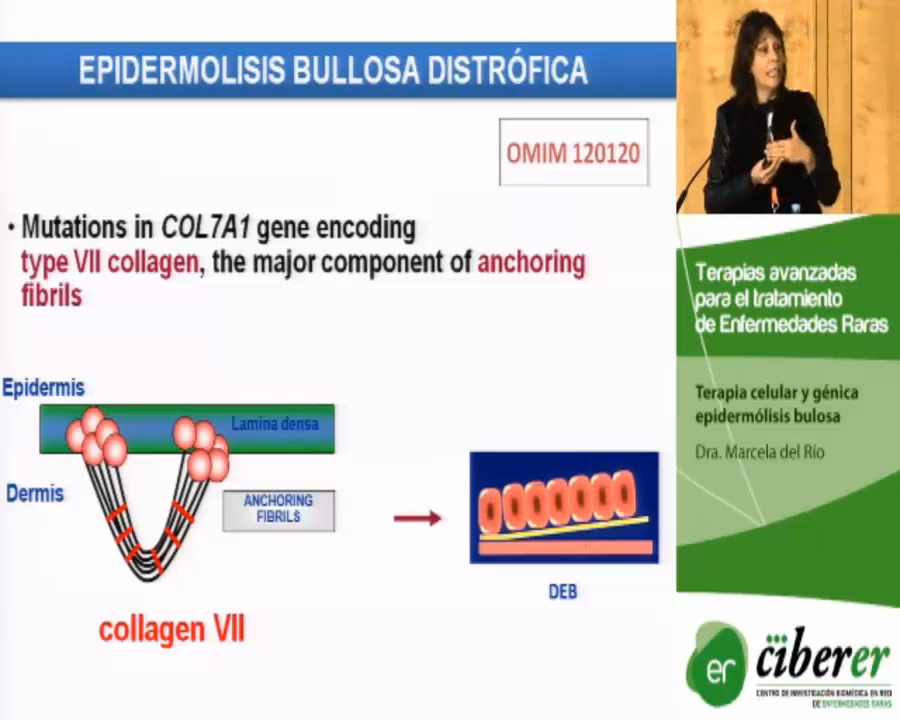 EPIDERMOLISIS BULLOSA DISTRÓFICA
OMIM 120120
• Mutations in COL7A1 gene encoding
type VII collagen, the major component of anchoring
fibrils
Epidermis
Lamina densa
Dermis
ANCHORING
FIBRILS
collagen VII
DEB
Terapias avanzadas
para el tratamiento
de Enfermedades Raras
Terapia celular y génica
epidermólisis bulosa
Dra. Marcela del Río
er
ciberer
CENTRO DE INVESTIGACIÓN BIOMÉDICA EN RED
DE ENFERMEDADES RARAS